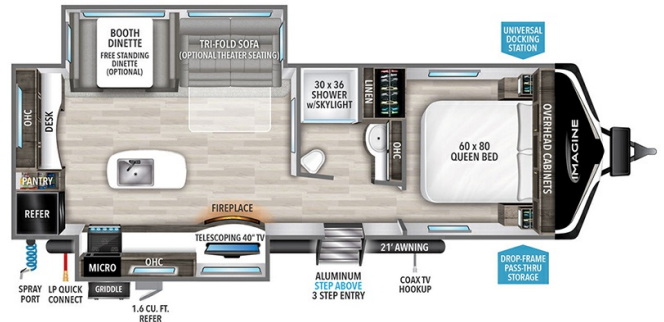 UNIVERSAL
DOCKING
STATION
BOOTH
DINETTE
FREE STANDING
DINETTE
(OPTIONAL)
TRI-FOLD SOFA
(OPTIONAL THEATER SEATING)
30 x 36
SHOWER
w/SKYLIGHT
LINEN
OHC
DESK
60 x 80
QUEEN BED
OHC
OVERHEAD CABINETS
IMAGINE
PANTRY
REFER
FIREPLACE
TELESCOPING 40" TV
MICRO
OHC
21' AWNING
SPRAY
PORT
LP QUICK
CONNECT
GRIDDLE
1.6 CU. FT.
REFER
ALUMINUM
STEP ABOVE
3 STEP ENTRY
COAX TV
HOOKUP
DROP-FRAME
PASS-THRU
STORAGE